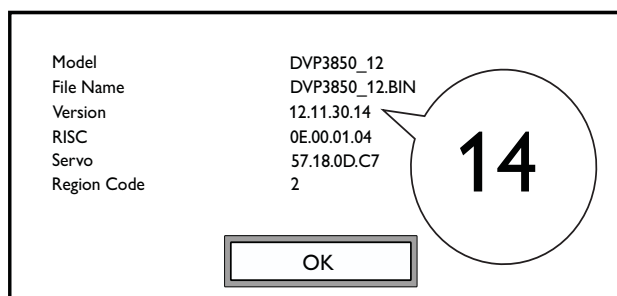 Model DVP3850_12
File Name DVP3850_12.BIN
Version 12.11.30.14
RISC 0E.00.01.04
Servo 57.18.0D.C7
Region Code 2
14
OK